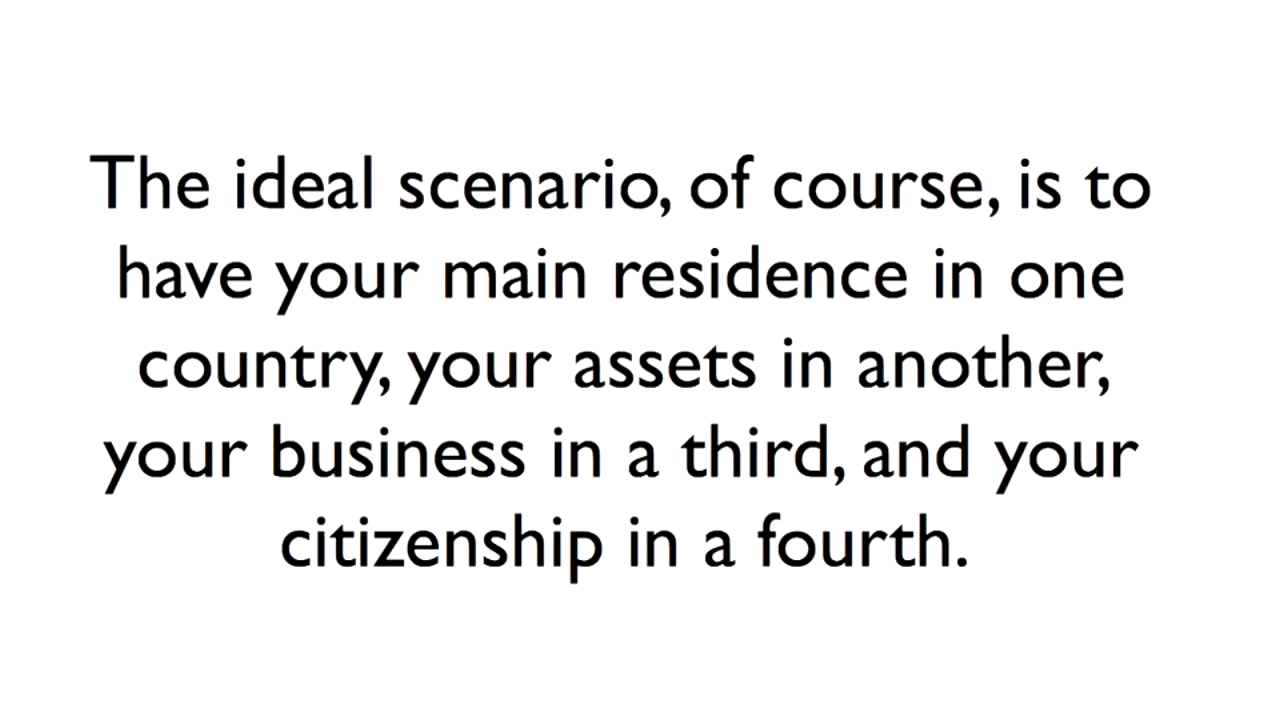 The ideal scenario, of course, is to
have your main residence in one
country, your assets in another,
your business in a third, and your
citizenship in a fourth.